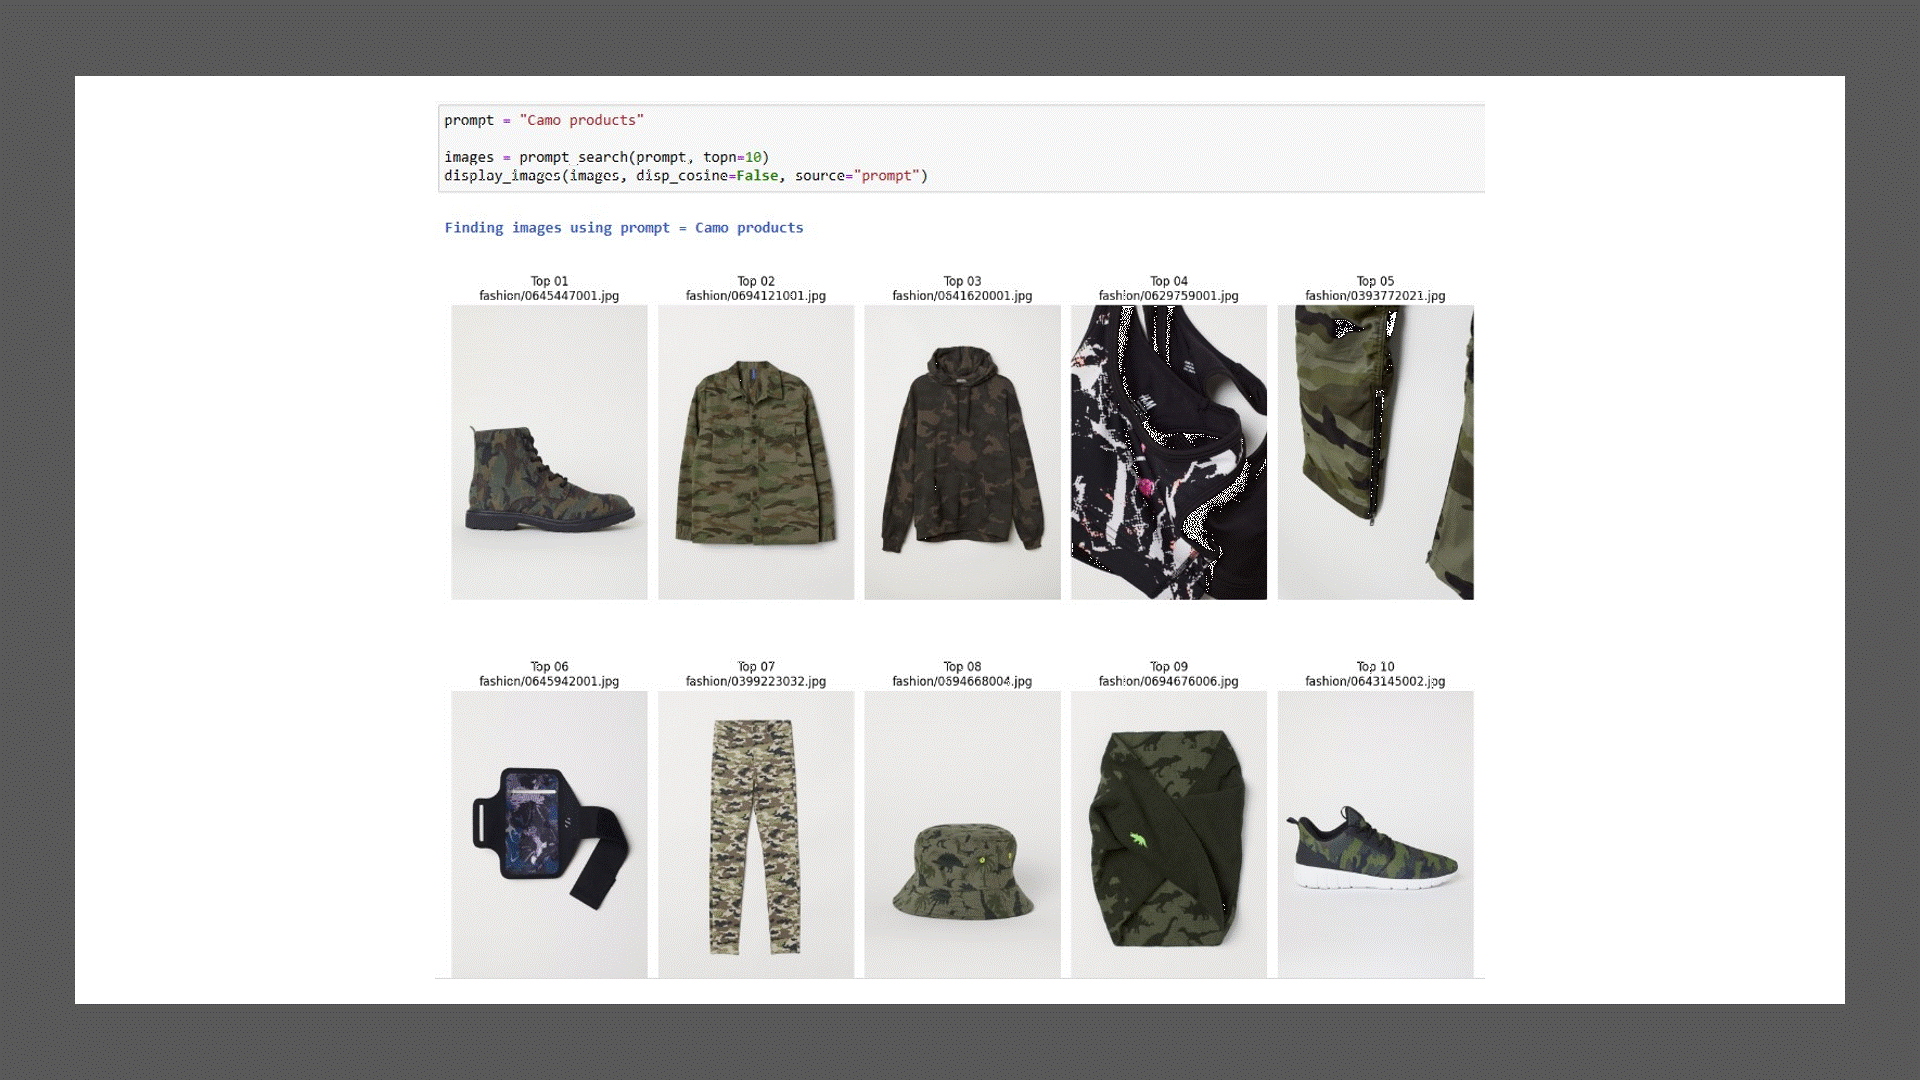 prompt = "Camo products"
images = prompt_search(prompt, topn=10)
display_images(images, disp_cosine=False, source="prompt")
Finding images using prompt = Camo products
Top 01 Top 02 Top 03 Top 04 Top 05
fashion/0645447001.jpg fashion/0694121001.jpg fashion/0641620001.jpg fashion/0629759001.jpg fashion/0393772021.jpg
H&M
Top 06 Top 07 Top 08 Top 09 Top 10
fashion/0645942001.jpg fashion/0399223032.jpg fashion/0694668004.jpg fashion/0694676006.jpg fashion/0643145002.jpg